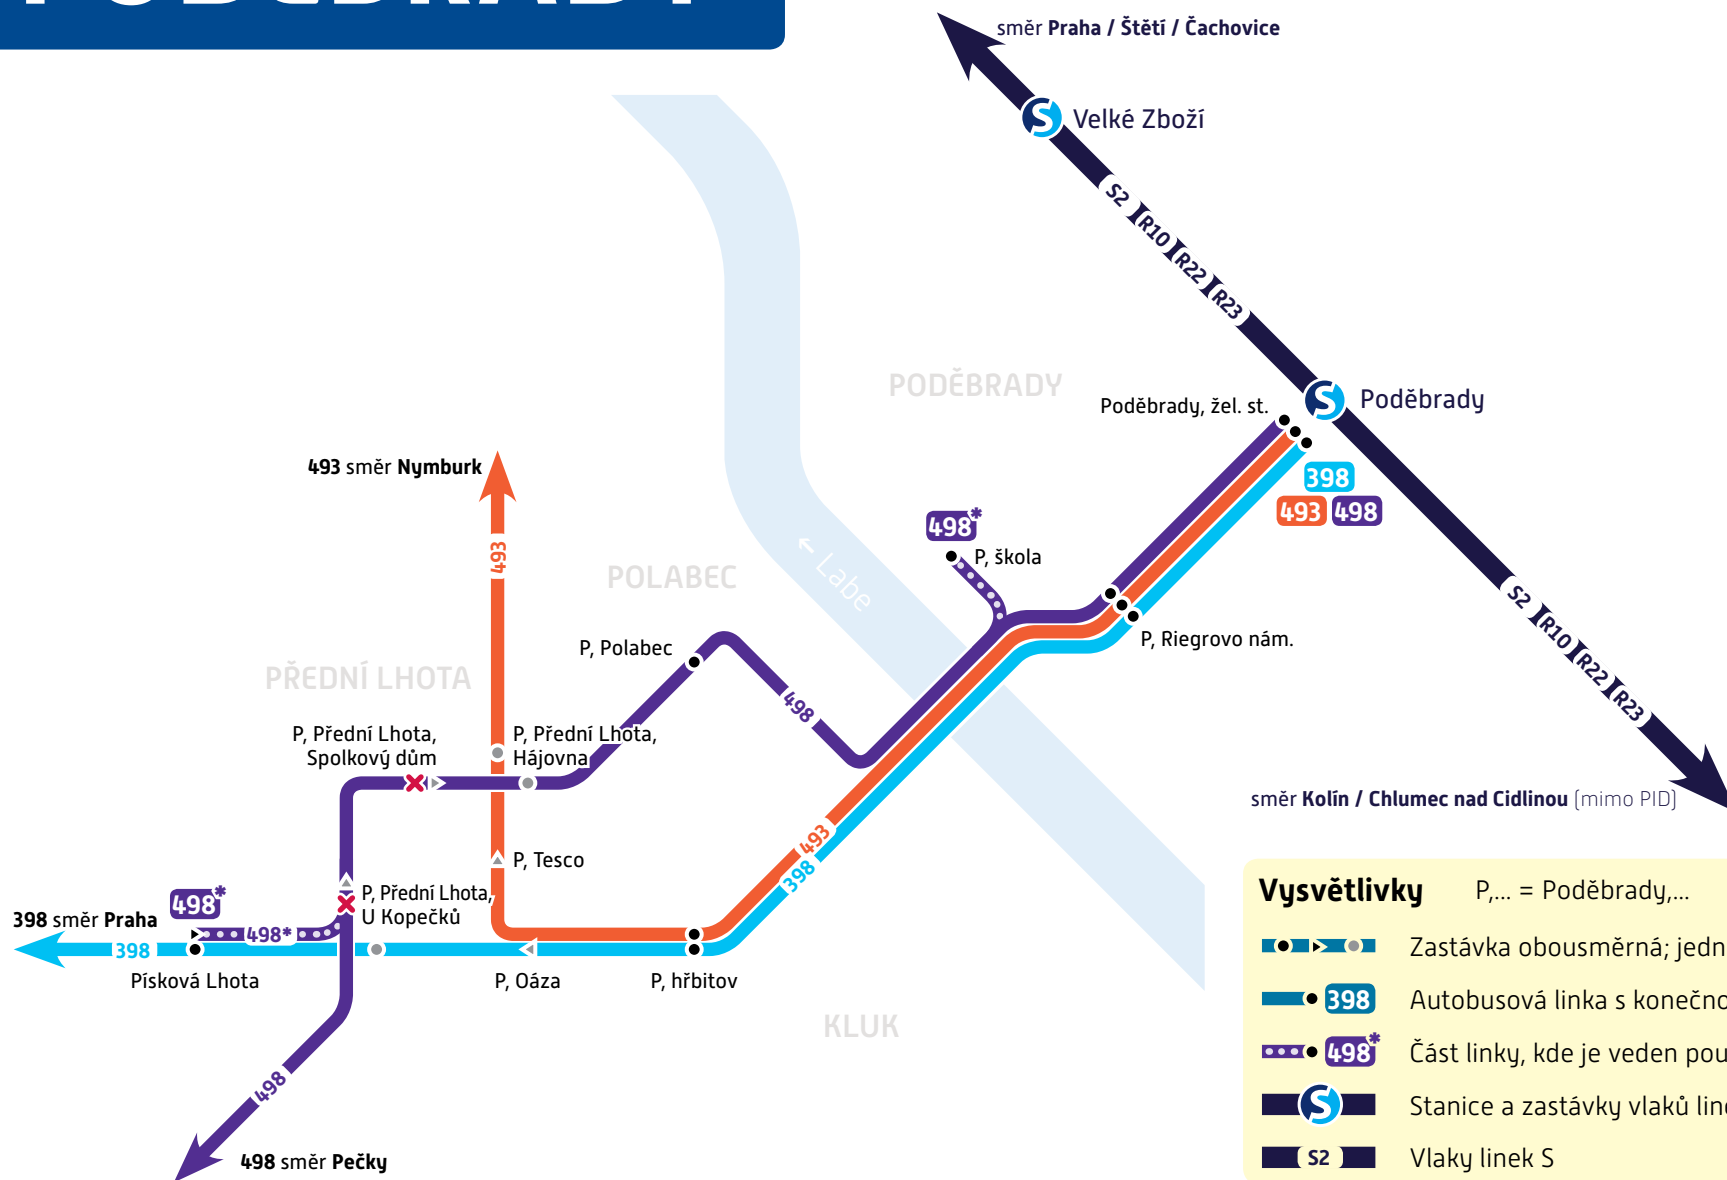 PODĚBRADY
směr Praha / Štětí / Čachovice
Velké Zboží
S2
R10
R22
R23
PODĚBRADY
Poděbrady, žel. st.
Poděbrady
398
493
498
493 směr Nymburk
493
498*
P, škola
← Labe
POLABEC
P, Polabec
P, Riegrovo nám.
S2
R10
R22
R23
PŘEDNÍ LHOTA
498
P, Přední Lhota,
Spolkový dům
P, Přední Lhota,
Hájovna
směr Kolín / Chlumec nad Cidlinou (mimo PID)
493
398
P, Tesco
P, Přední Lhota,
U Kopečků
498*
398 směr Praha
498*
398
Písková Lhota
P, Oáza
P, hřbitov
KLUK
498
498 směr Pečky
Vysvětlivky
P,... = Poděbrady,...
Zastávka obousměrná; jedn
398
Autobusová linka s konečno
498*
Část linky, kde je veden pou
S
Stanice a zastávky vlaků line
S2
Vlaky linek S